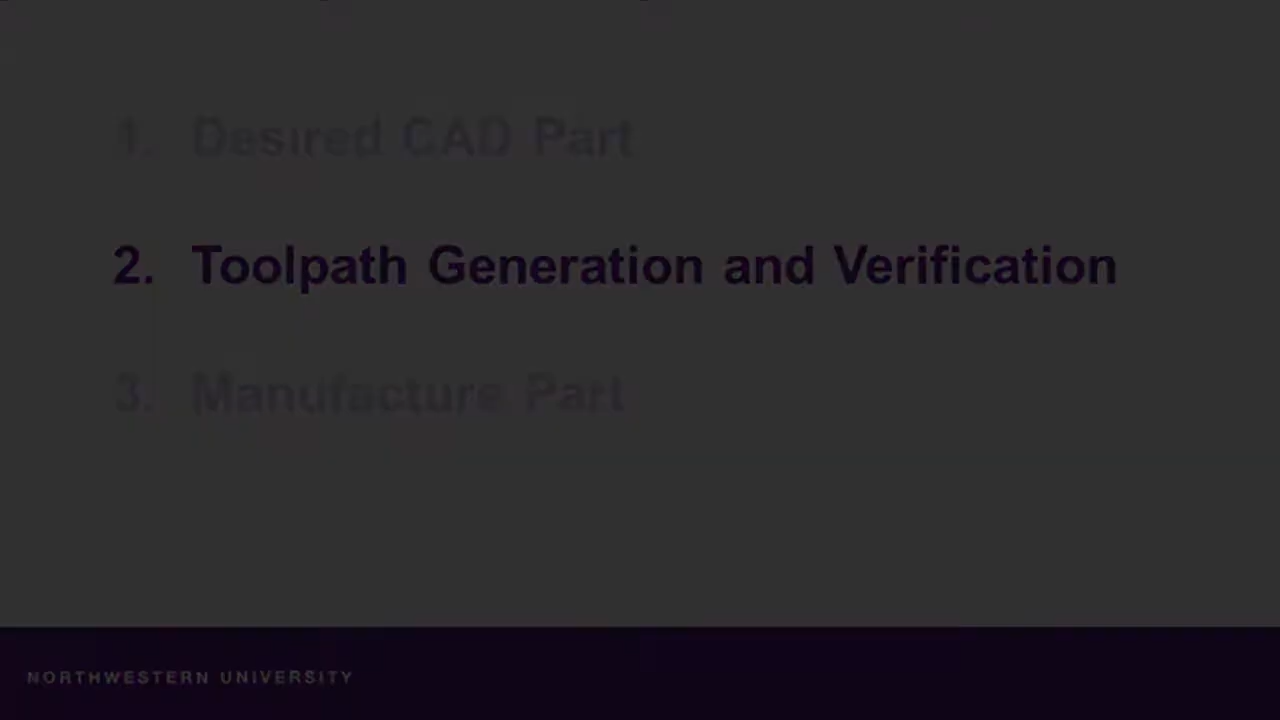 1. Desired CAD Part
2. Toolpath Generation and Verification
3. Manufacture Part
NORTHWESTERN UNIVERSITY